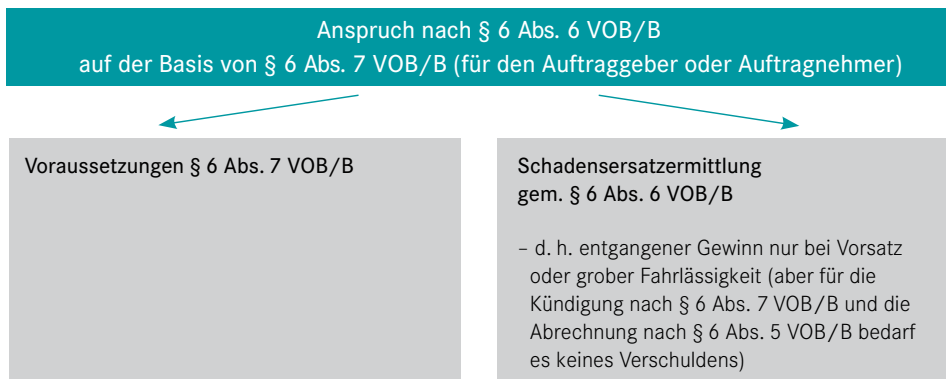 Anspruch nach § 6 Abs. 6 VOB/B
auf der Basis von § 6 Abs. 7 VOB/B (für den Auftraggeber oder Auftragnehmer)
Voraussetzungen § 6 Abs. 7 VOB/B
Schadensersatzermittlung
gem. § 6 Abs. 6 VOB/B
– d. h. entgangener Gewinn nur bei Vorsatz
oder grober Fahrlässigkeit (aber für die
Kündigung nach § 6 Abs. 7 VOB/B und die
Abrechnung nach § 6 Abs. 5 VOB/B bedarf
es keines Verschuldens)